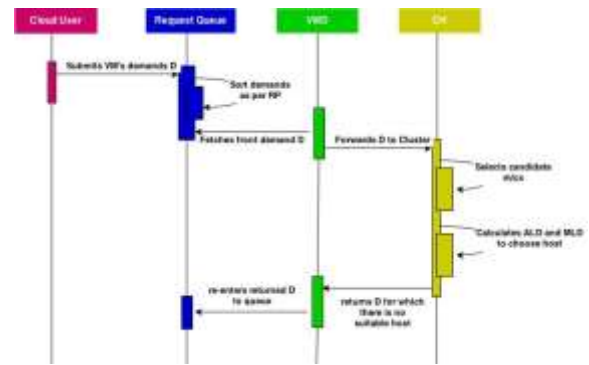 Cloud User
Request Queue
VMD
CH
Submits VM's demands D
Sort demands
as per RP
Fetches front demand D
Forwards D to Cluster
Selects candidate
Calculates ALD and MLD
to choose host
re-enters returned D
to queue
returns D for which
there is no
suitable host